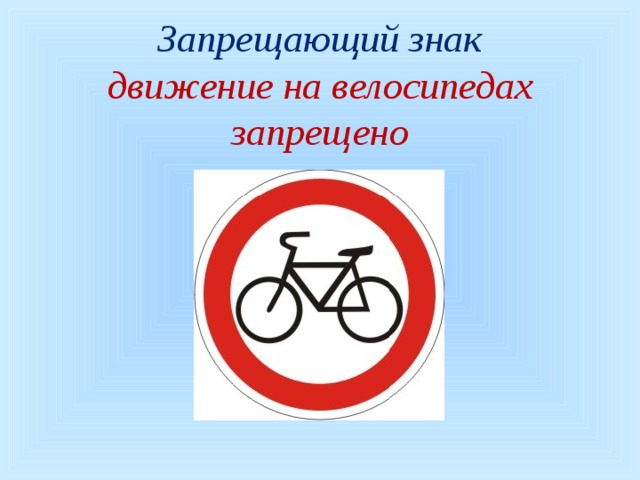 Запрещающий знак
движение на велосипедах
запрещено